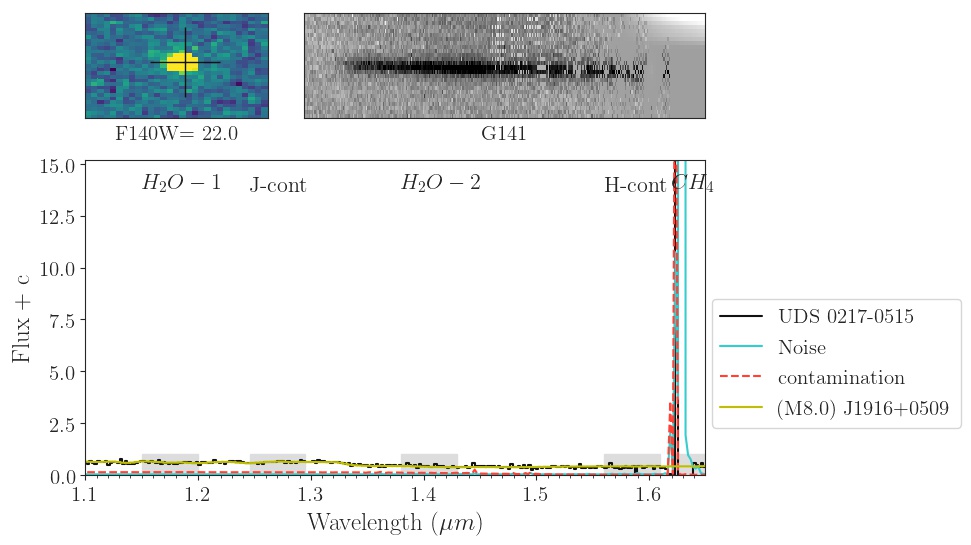 F140W= 22.0
G141
15.0
12.5
10.0
7.5
5.0
2.5
0.0
Flux + c
H₂O − 1
J-cont
H₂O − 2
H-cont
CH₄
1.1
1.2
1.3
1.4
1.5
1.6
Wavelength (μm)
UDS 0217-0515
Noise
contamination
(M8.0) J1916+0509